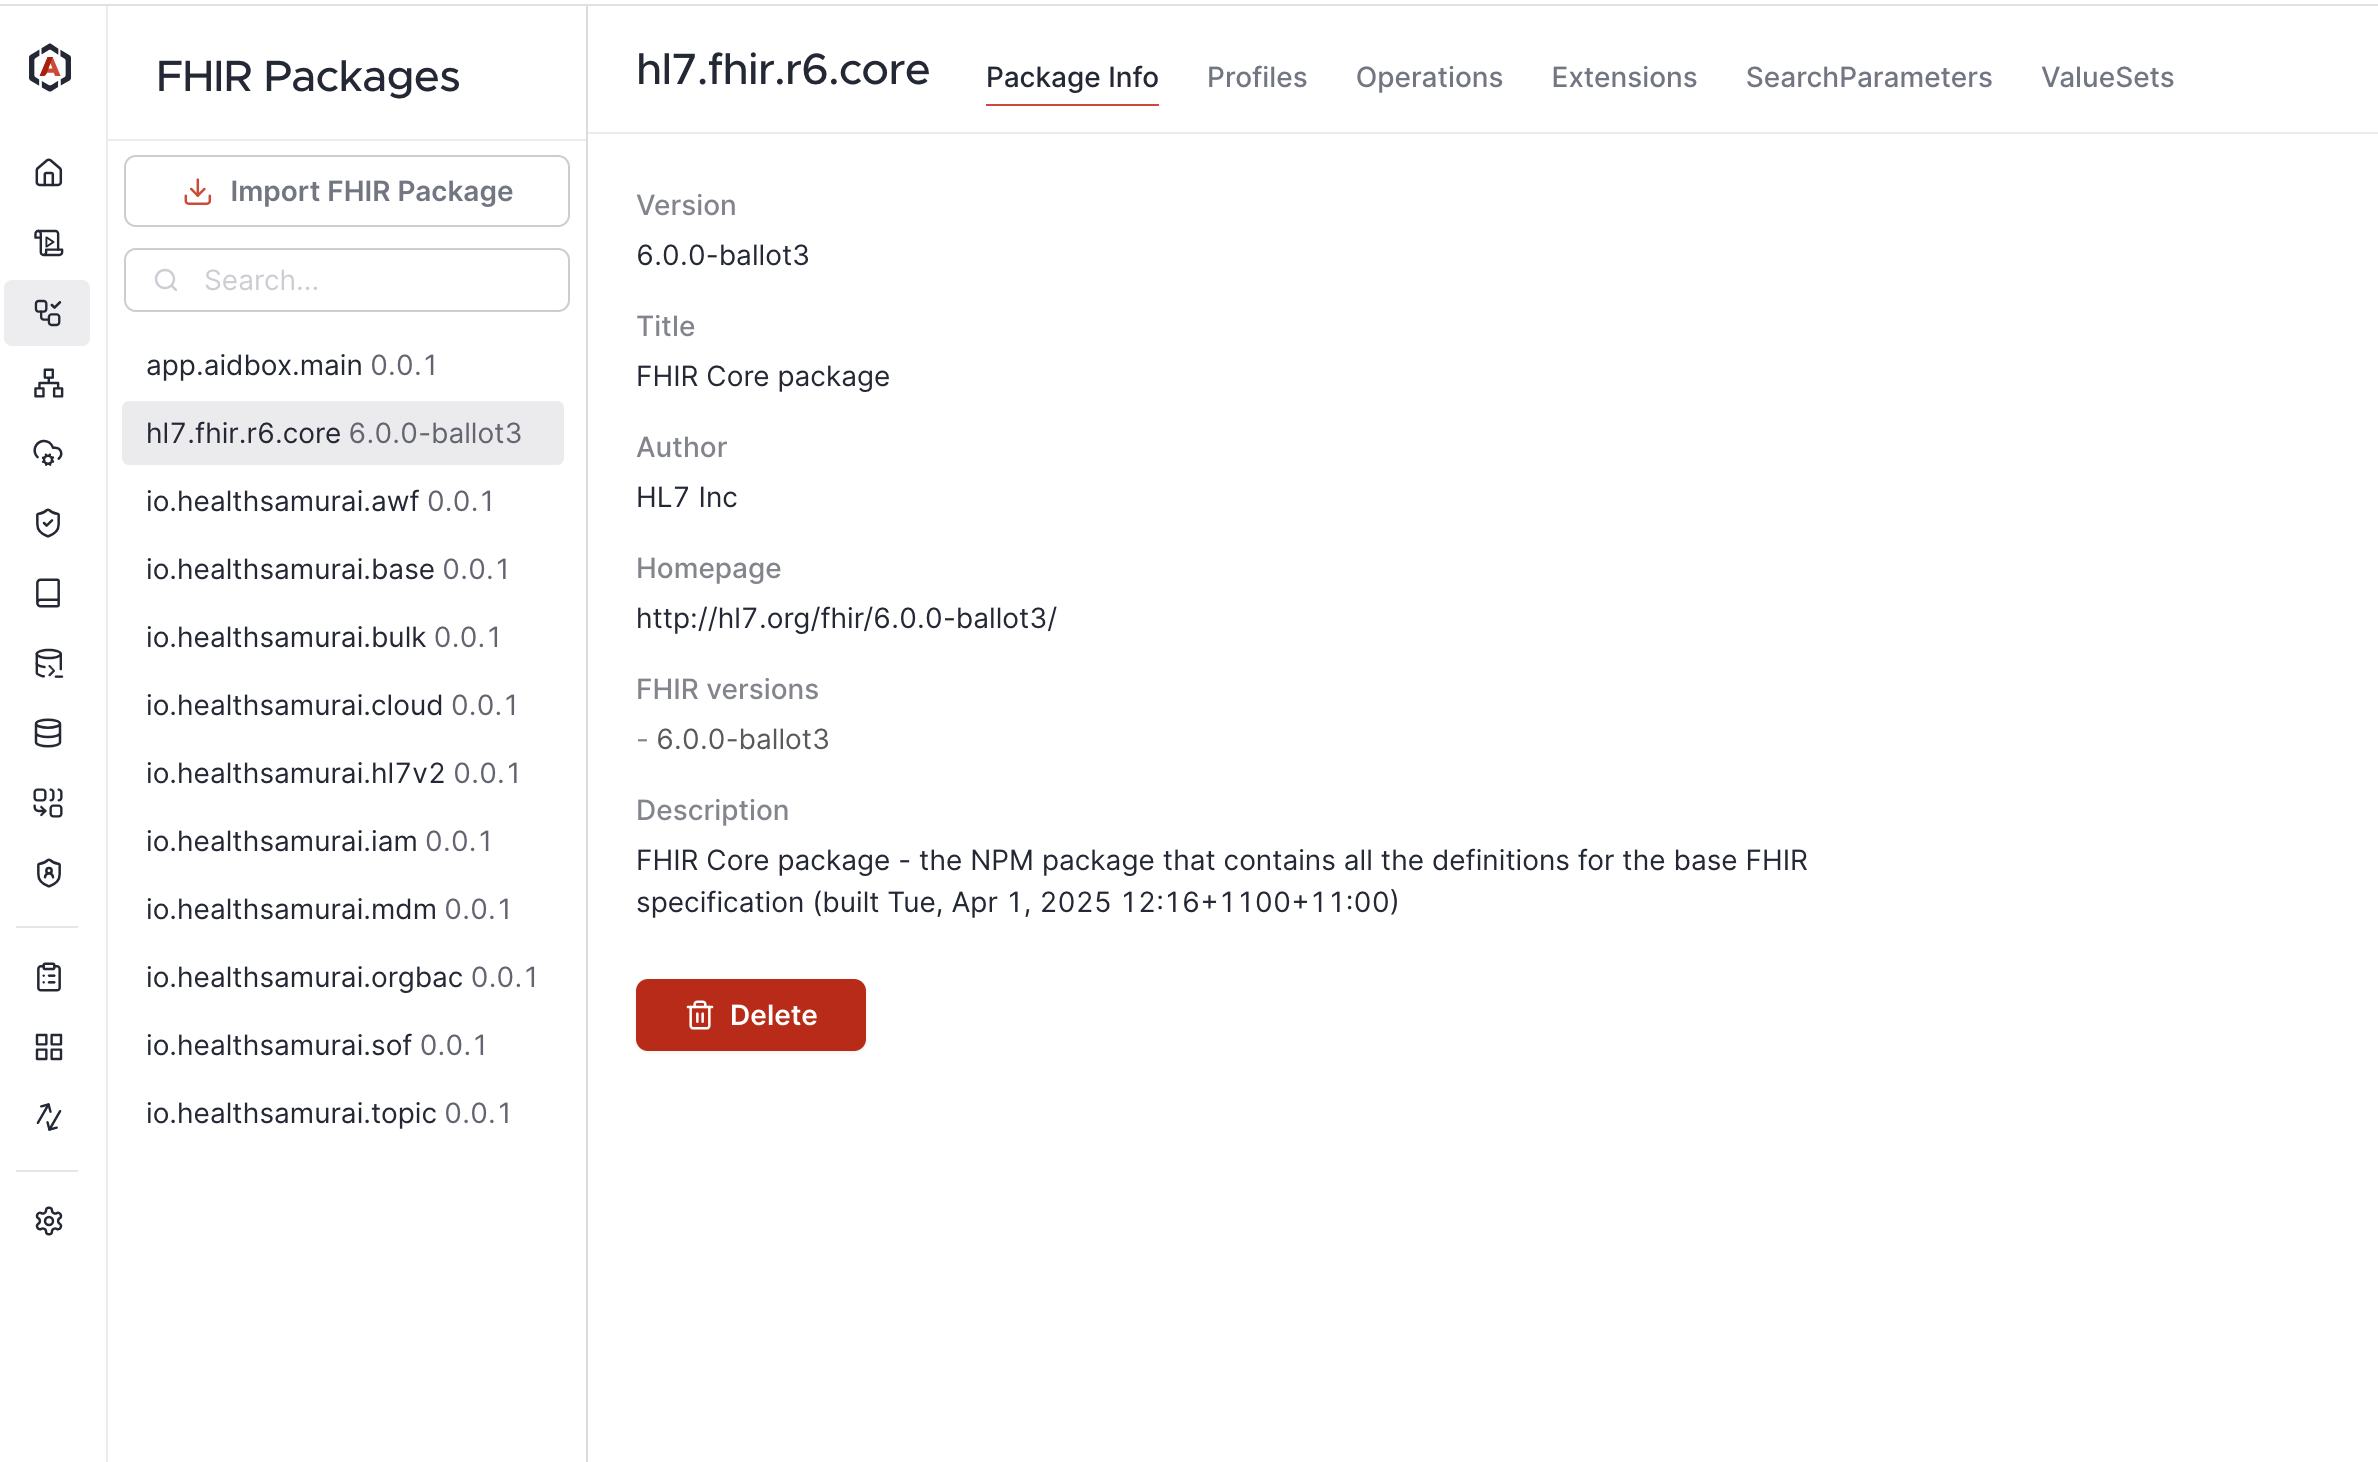 FHIR Packages
Import FHIR Package
Search...
app.aidbox.main 0.0.1
hl7.fhir.r6.core 6.0.0-ballot3
io.healthsamurai.awf 0.0.1
io.healthsamurai.base 0.0.1
io.healthsamurai.bulk 0.0.1
io.healthsamurai.cloud 0.0.1
io.healthsamurai.hl7v2 0.0.1
io.healthsamurai.iam 0.0.1
io.healthsamurai.mdm 0.0.1
io.healthsamurai.orgbac 0.0.1
io.healthsamurai.sof 0.0.1
io.healthsamurai.topic 0.0.1
hl7.fhir.r6.core
Package Info Profiles Operations Extensions SearchParameters ValueSets
Version
6.0.0-ballot3
Title
FHIR Core package
Author
HL7 Inc
Homepage
http://hl7.org/fhir/6.0.0-ballot3/
FHIR versions
- 6.0.0-ballot3
Description
FHIR Core package - the NPM package that contains all the definitions for the base FHIR
specification (built Tue, Apr 1, 2025 12:16+1100+11:00)
Delete